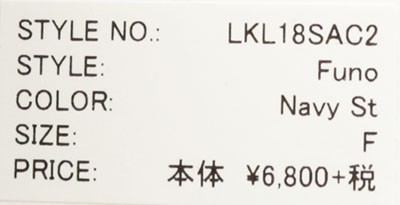 STYLE NO.: LKL18SAC2
STYLE: Funo
COLOR: Navy St
SIZE: F
PRICE: 本体 ¥6,800+税